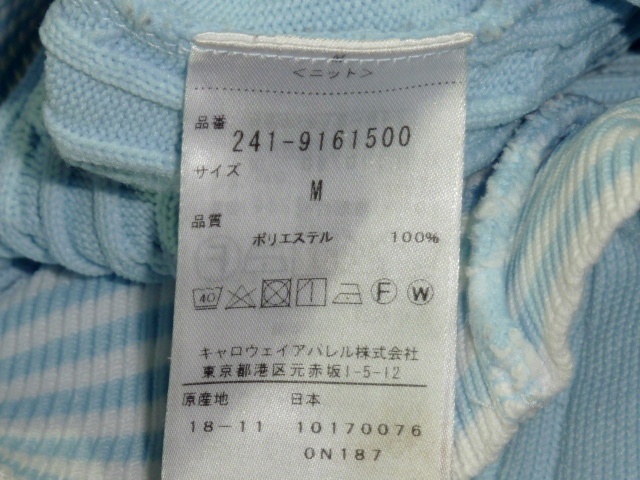 M
<ニット>
品番
241-9161500
サイズ
M
品質
ポリエステル 100%
40 F W
キャロウェイアパレル株式会社
東京都港区元赤坂1-5-12
原産地 日本
18-11 10170076
0N187